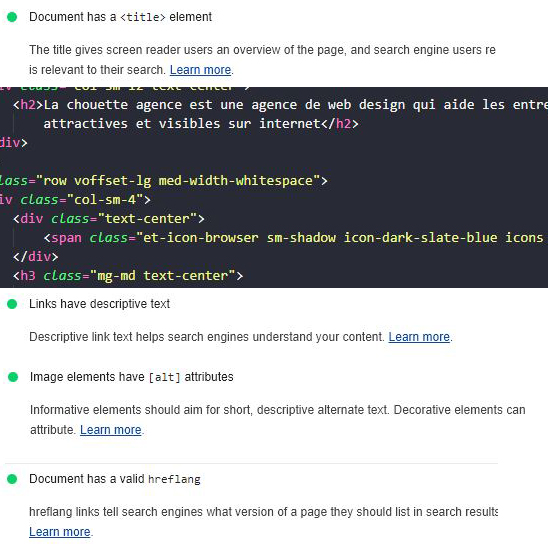 Document has a <title> element
The title gives screen reader users an overview of the page, and search engine users re
is relevant to their search. Learn more.
class="col-sm-12 text-center">
<h2>La chouette agence est une agence de web design qui aide les entre
attractives et visibles sur internet</h2>
div>
lass="row voffset-lg med-width-whitespace">
iv class="col-sm-4">
<div class="text-center">
<span class="et-icon-browser sm-shadow icon-dark-slate-blue icons
</div>
<h3 class="mg-md text-center">
Links have descriptive text
Descriptive link text helps search engines understand your content. Learn more.
Image elements have [alt] attributes
Informative elements should aim for short, descriptive alternate text. Decorative elements can
attribute. Learn more.
Document has a valid hreflang
hreflang links tell search engines what version of a page they should list in search results
Learn more.